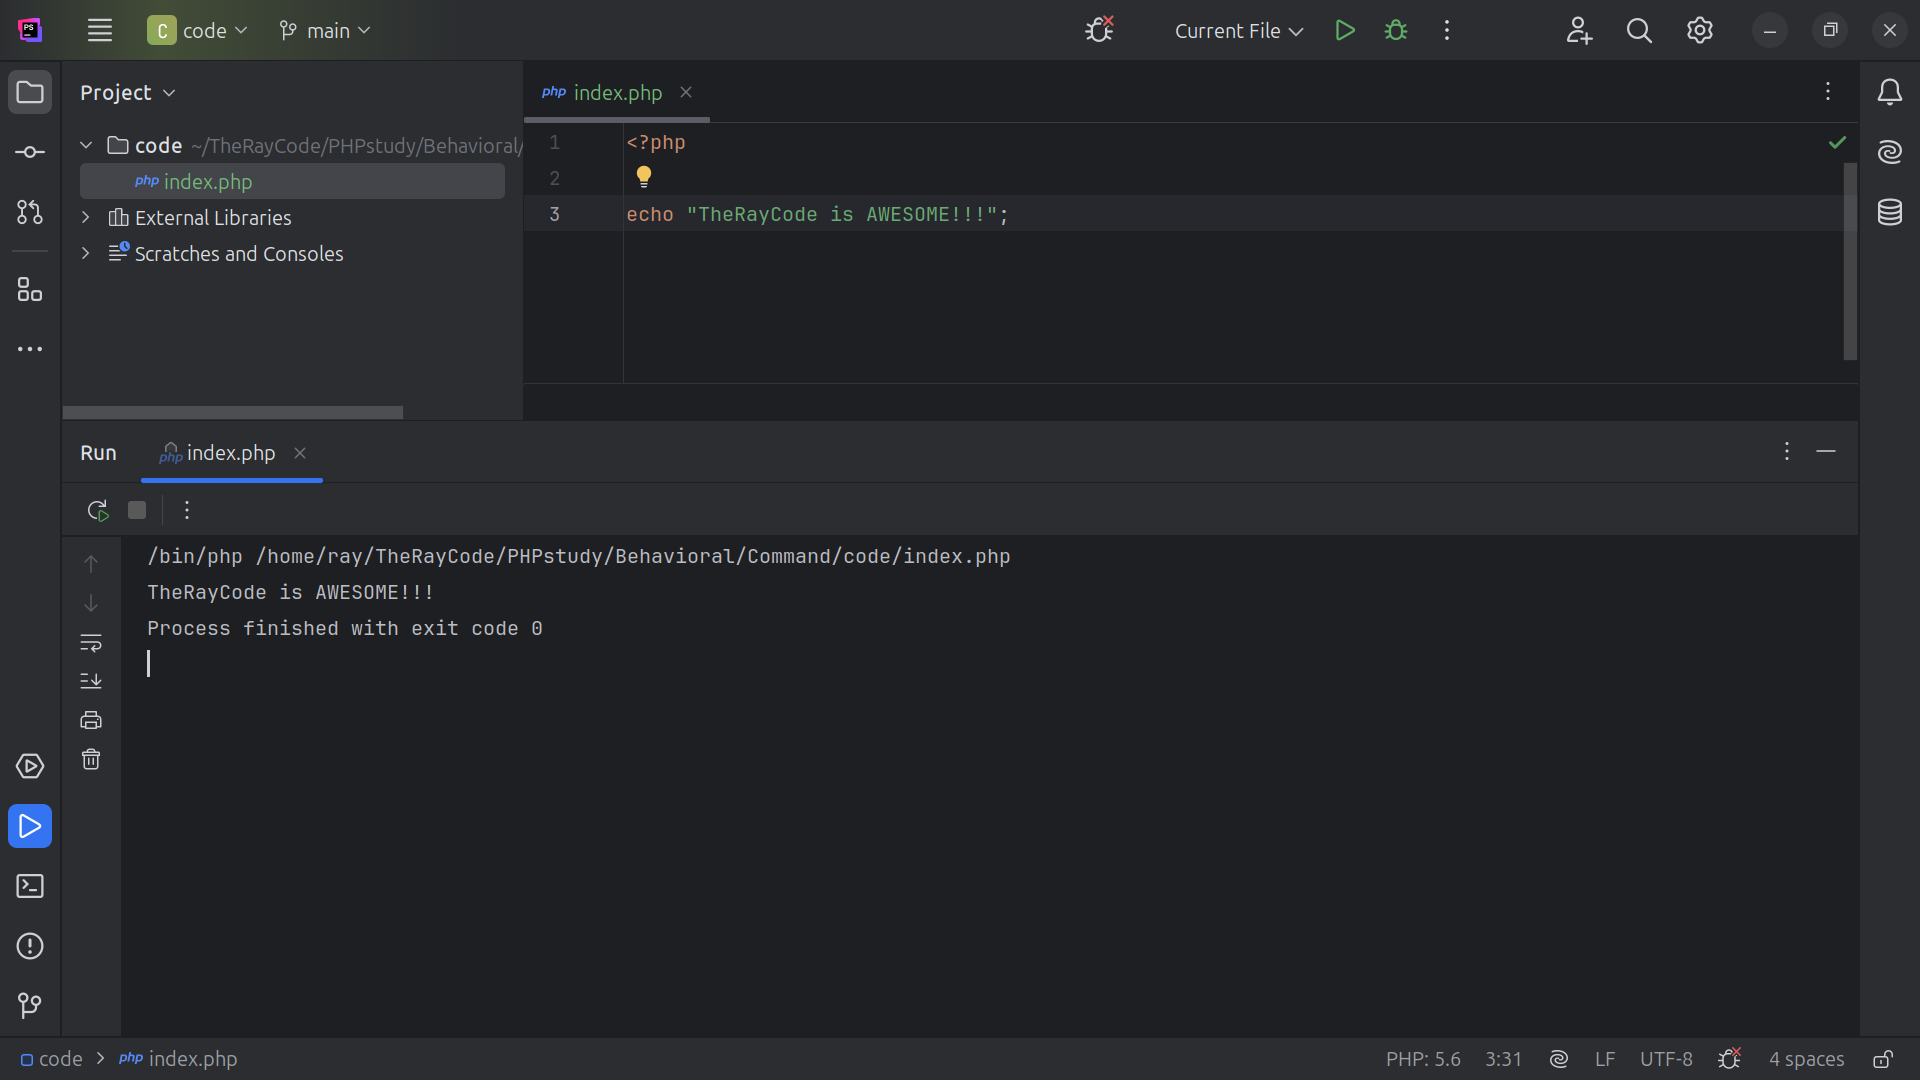 PS
C code main
Current File
Project
code ~/TheRayCode/PHPstudy/Behavioral/
php index.php
External Libraries
Scratches and Consoles
php index.php
1 <?php
2
3 echo "TheRayCode is AWESOME!!!";
Run php index.php
/bin/php /home/ray/TheRayCode/PHPstudy/Behavioral/Command/code/index.php
TheRayCode is AWESOME!!!
Process finished with exit code 0
code > php index.php
PHP: 5.6 3:31 LF UTF-8 4 spaces